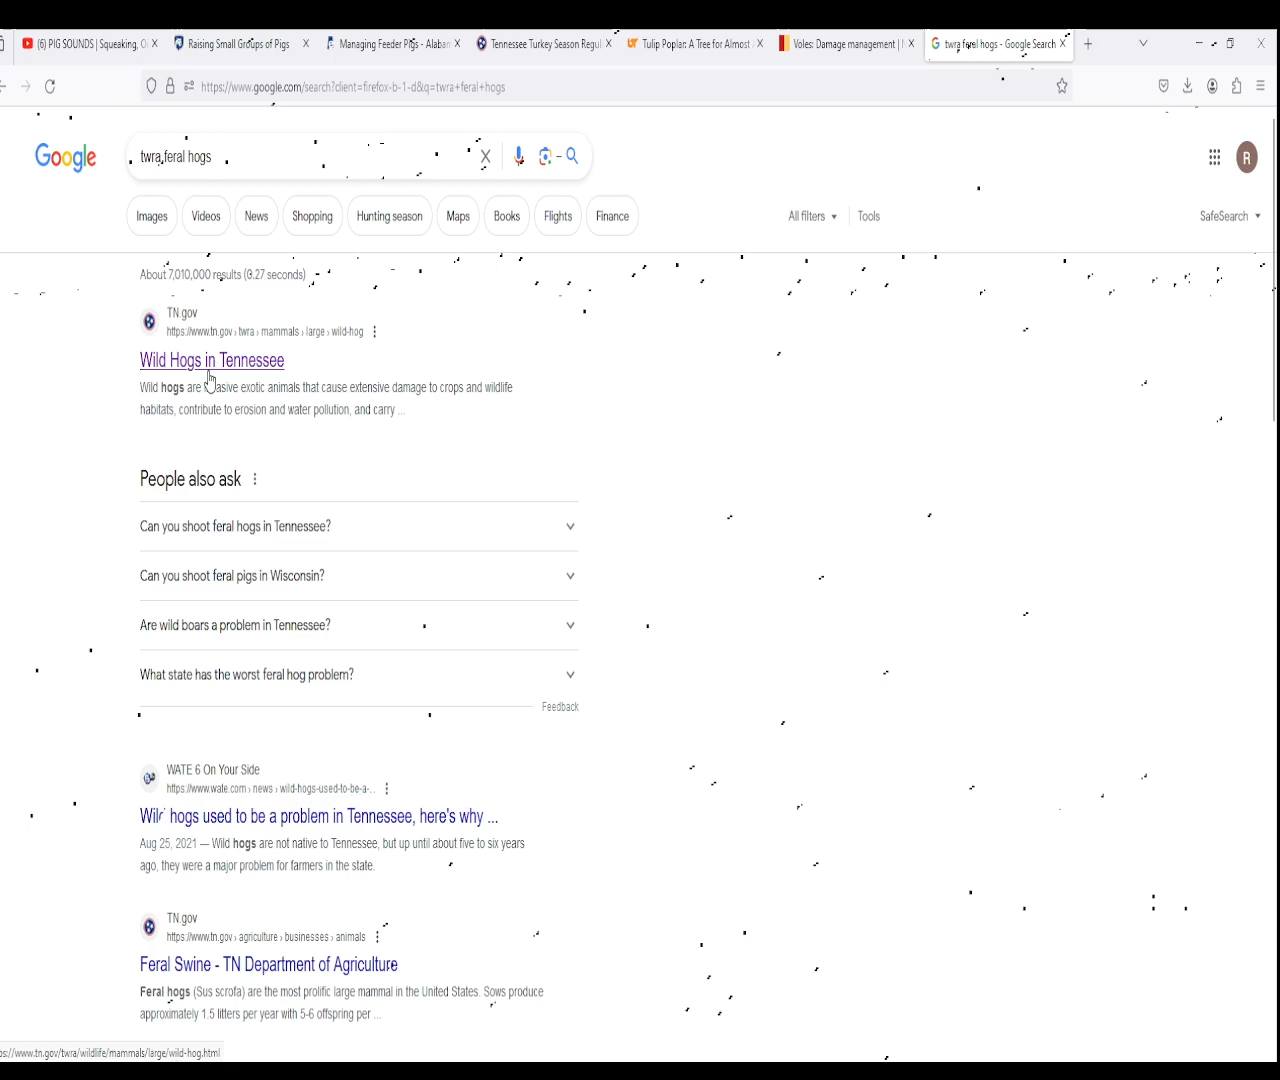 (6) PIG SOUNDS | Squeaking, O
Raising Small Groups of Pigs
Managing Feeder Pigs - Alabam
Tennessee Turkey Season Regul
Tulip Poplar: A Tree for Almost
Voles: Damage management |
twra feral hogs - Google Search
https://www.google.com/search?client=firefox-b-1-d&q=twra+feral+hogs
Google
twra feral hogs
R
Images
Videos
News
Shopping
Hunting season
Maps
Books
Flights
Finance
All filters
Tools
SafeSearch
About 7,010,000 results (0.27 seconds)
TN.gov
https://www.tn.gov › twra › mammals › large › wild-hog
Wild Hogs in Tennessee
Wild hogs are invasive exotic animals that cause extensive damage to crops and wildlife
habitats, contribute to erosion and water pollution, and carry ...
People also ask
Can you shoot feral hogs in Tennessee?
Can you shoot feral pigs in Wisconsin?
Are wild boars a problem in Tennessee?
What state has the worst feral hog problem?
Feedback
WATE 6 On Your Side
https://www.wate.com › news › wild-hogs-used-to-be-a-...
Wild hogs used to be a problem in Tennessee, here's why ...
Aug 25, 2021 — Wild hogs are not native to Tennessee, but up until about five to six years
ago, they were a major problem for farmers in the state.
TN.gov
https://www.tn.gov › agriculture › businesses › animals
Feral Swine - TN Department of Agriculture
Feral hogs (Sus scrofa) are the most prolific large mammal in the United States. Sows produce
approximately 1.5 litters per year with 5-6 offspring per ...
ps://www.tn.gov/twra/wildlife/mammals/large/wild-hog.html